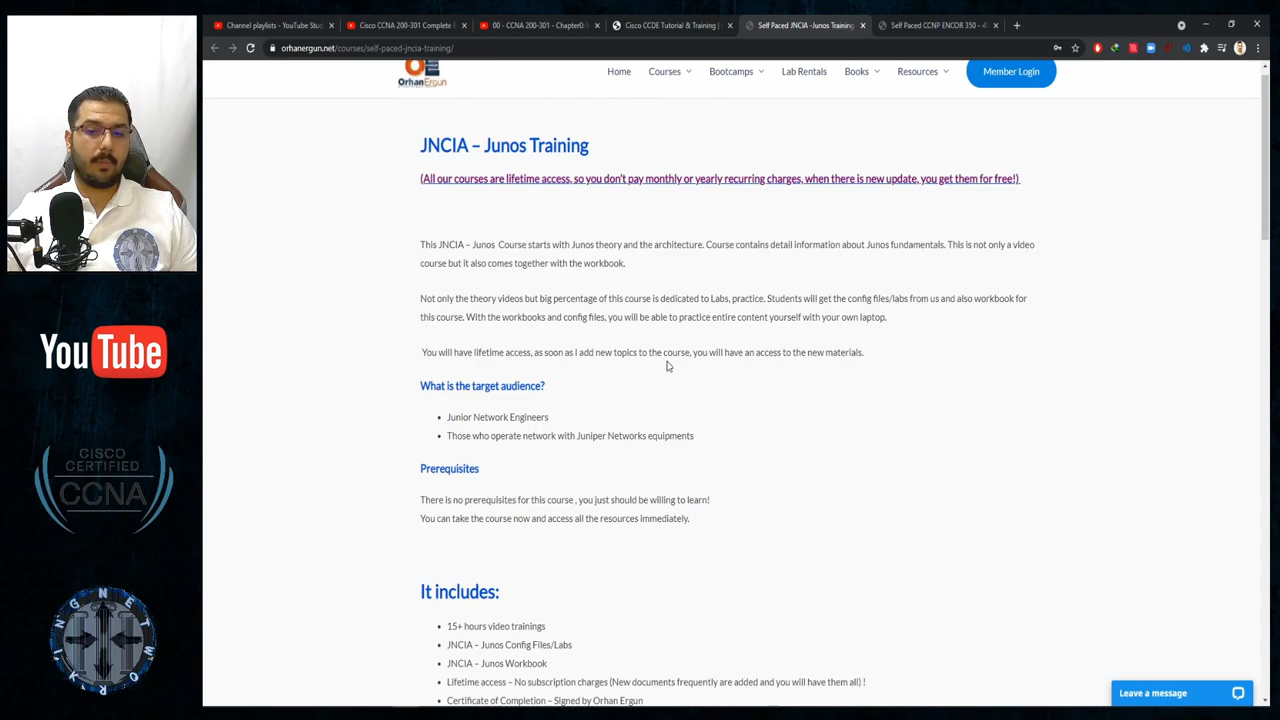 Channel playlists - YouTube Stud
Cisco CCNA 200-301 Complete E
00 - CCNA 200-301 - Chapter0:
Cisco CCDE Tutorial & Training |
Self Paced JNCIA -Junos Training
Self Paced CCNP ENCOR 350 - 40
orhanergun.net/courses/self-paced-jncia-training/
OrhanErgun
Home
Courses
Bootcamps
Lab Rentals
Books
Resources
Member Login
JNCIA – Junos Training
(All our courses are lifetime access, so you don't pay monthly or yearly recurring charges, when there is new update, you get them for free!)
This JNCIA – Junos Course starts with Junos theory and the architecture. Course contains detail information about Junos fundamentals. This is not only a video
course but it also comes together with the workbook.
Not only the theory videos but big percentage of this course is dedicated to Labs, practice. Students will get the config files/labs from us and also workbook for
this course. With the workbooks and config files, you will be able to practice entire content yourself with your own laptop.
You will have lifetime access, as soon as I add new topics to the course, you will have an access to the new materials.
What is the target audience?
• Junior Network Engineers
• Those who operate network with Juniper Networks equipments
Prerequisites
There is no prerequisites for this course , you just should be willing to learn!
You can take the course now and access all the resources immediately.
It includes:
• 15+ hours video trainings
• JNCIA – Junos Config Files/Labs
• JNCIA – Junos Workbook
• Lifetime access – No subscription charges (New documents frequently are added and you will have them all) !
• Certificate of Completion – Signed by Orhan Ergun
Leave a message
YouTube
CISCO
CERTIFIED
CCNA